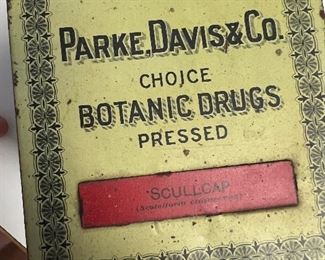 PARKE, DAVIS & CO.
CHOICE
BOTANIC DRUGS
PRESSED
SCULLCAP